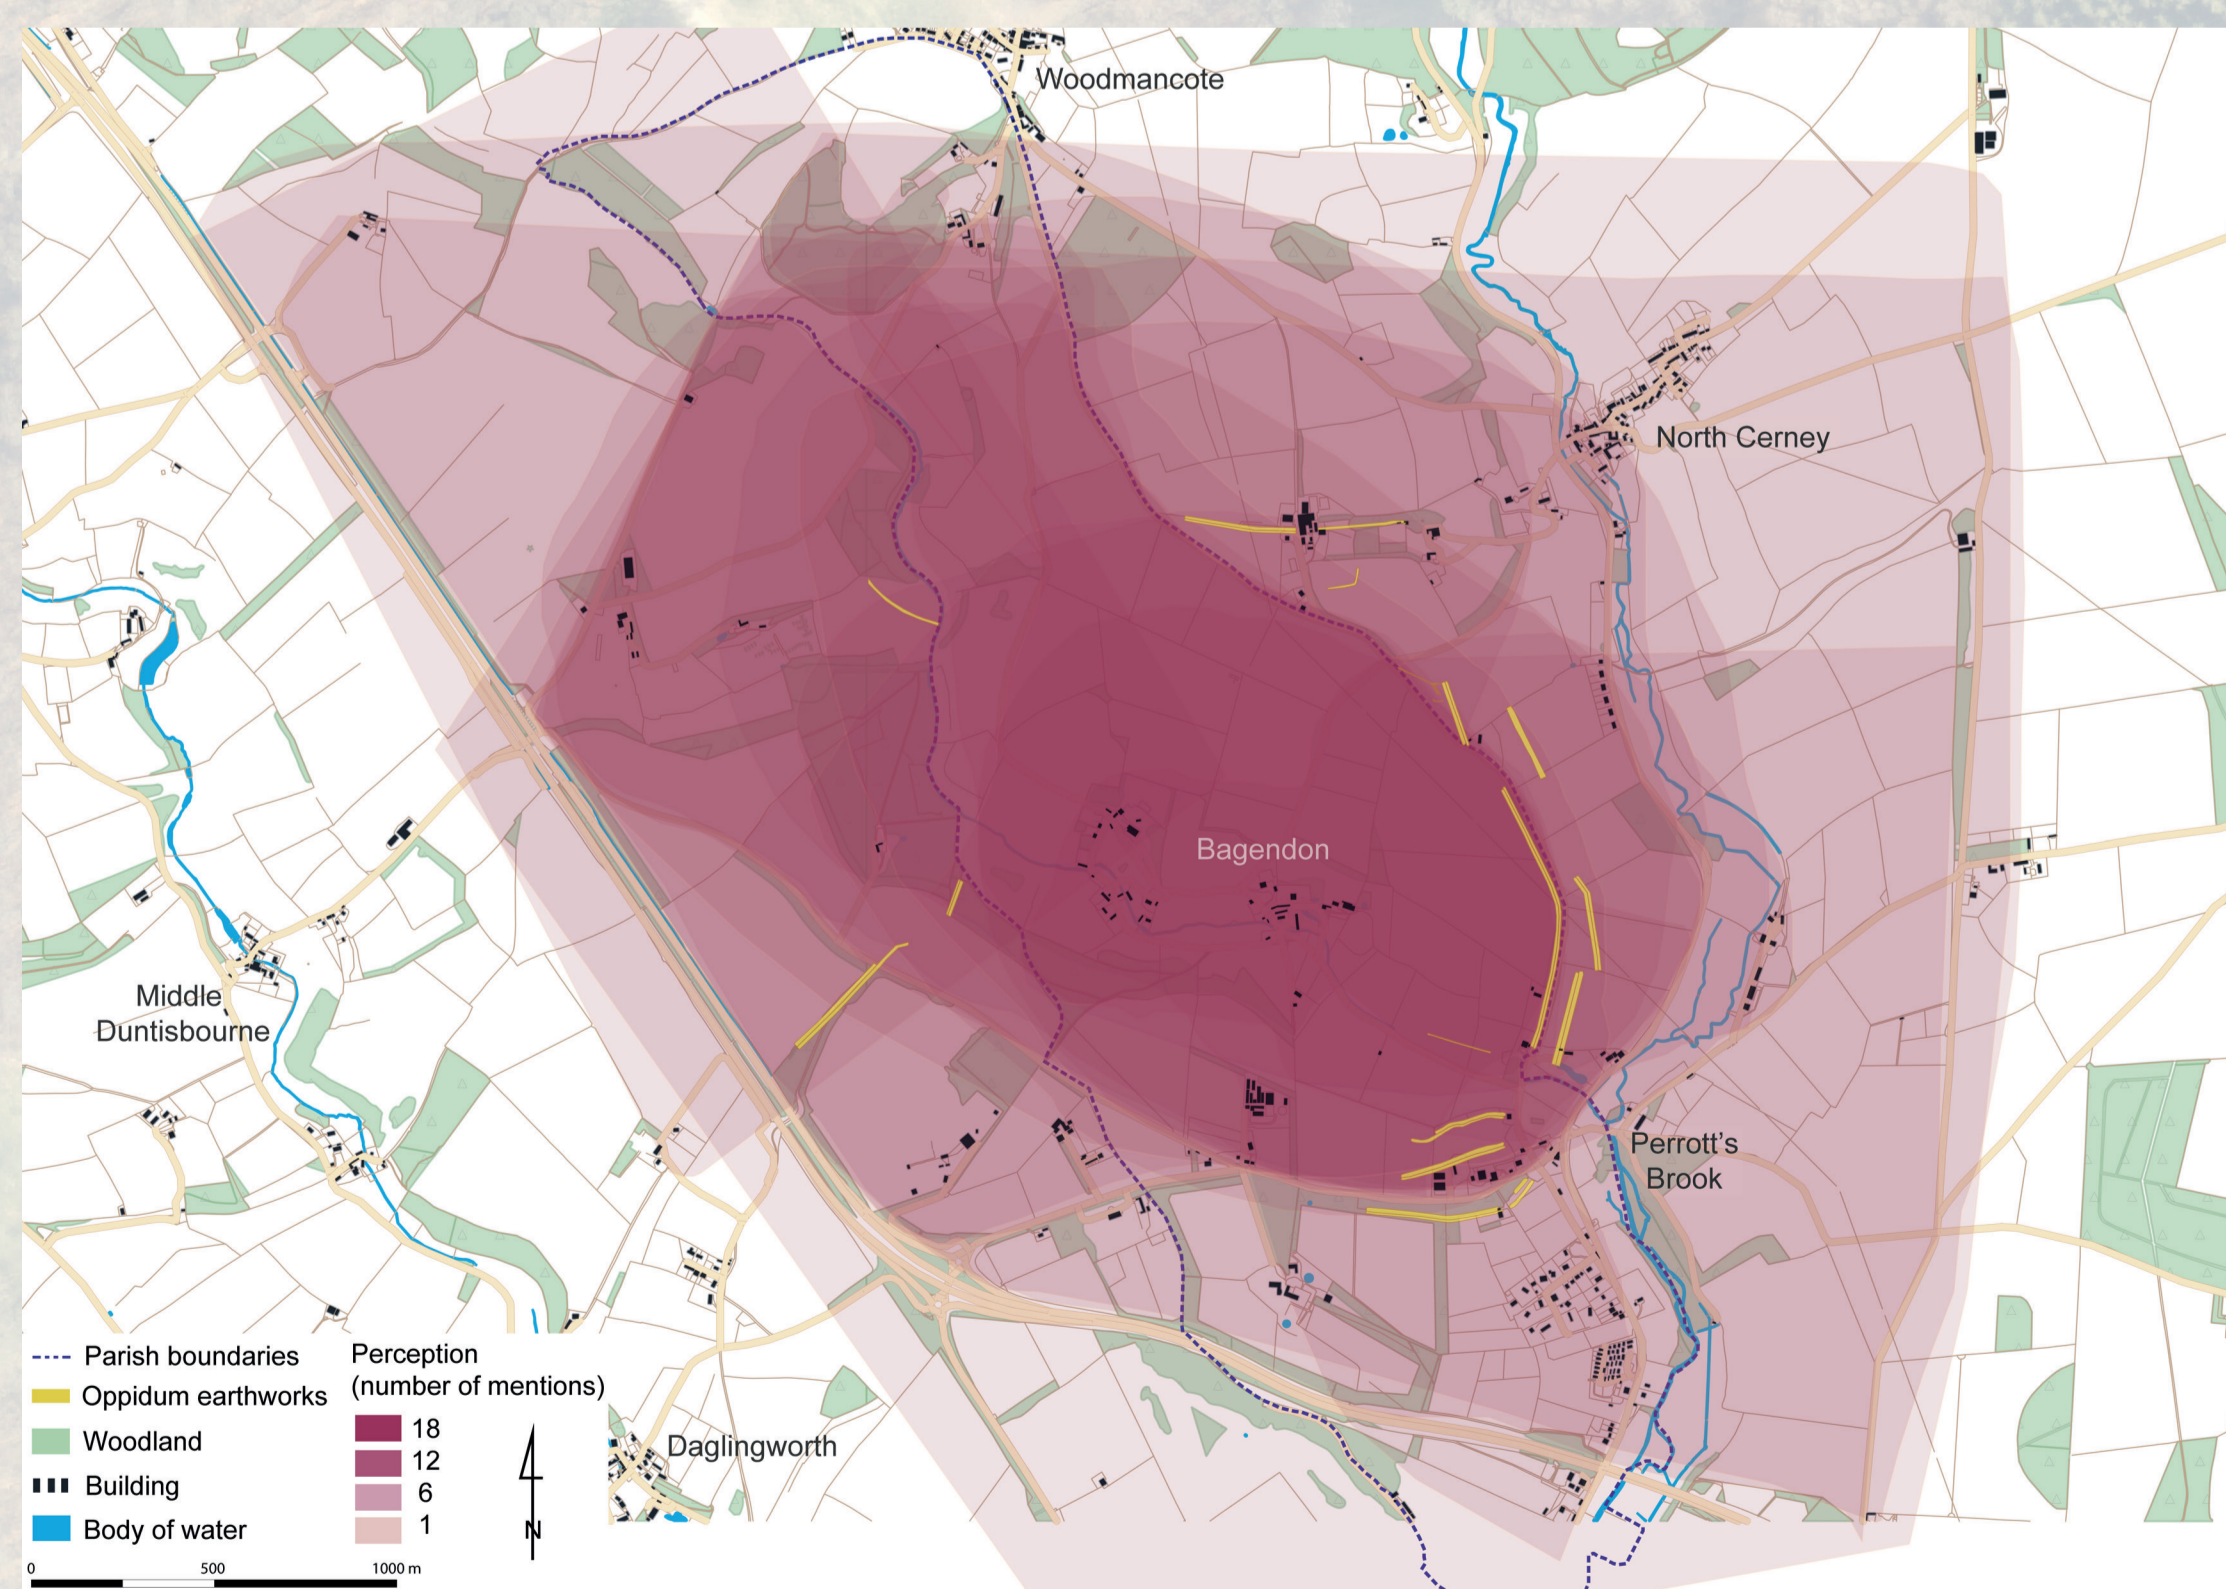 Woodmancote
North Cerney
Bagendon
Middle
Duntisbourne
Perrott's
Brook
Daglingworth
Parish boundaries
Oppidum earthworks
Woodland
Building
Body of water
Perception
(number of mentions)
18
12
6
1
N
0 500 1000 m